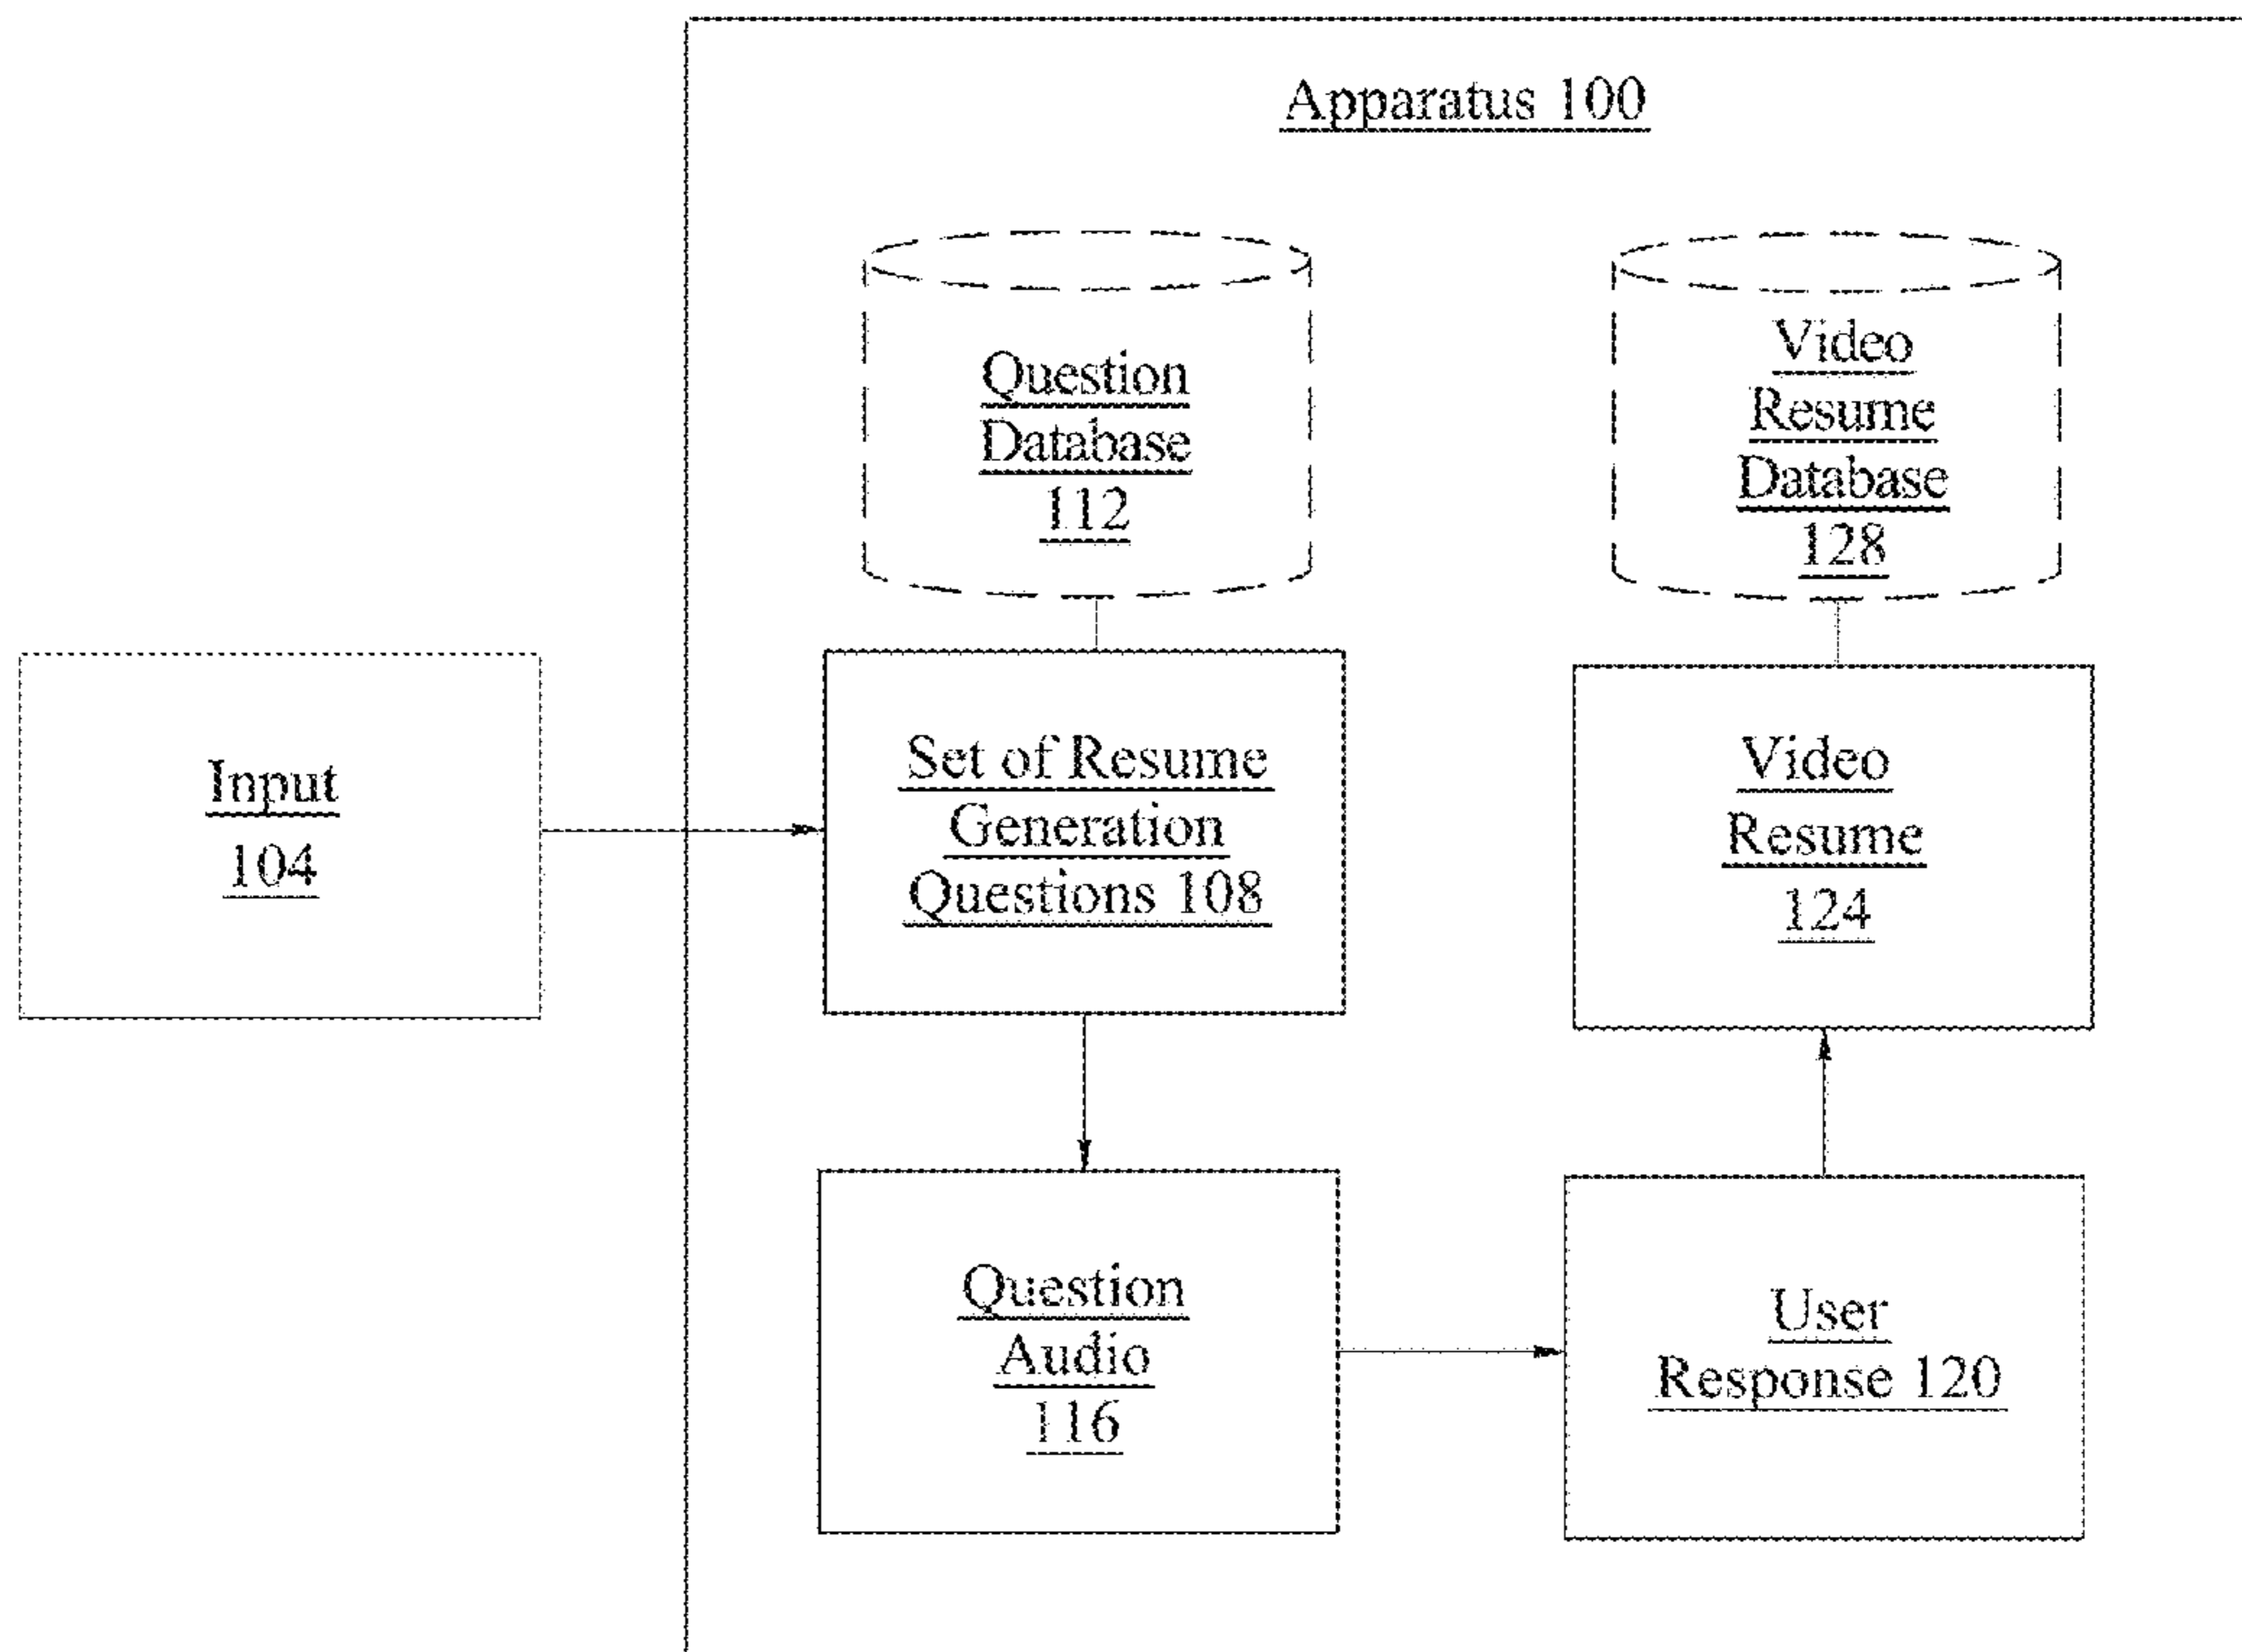 Apparatus 100
Question
Database
112
Video
Resume
Database
128
Input
104
Set of Resume
Generation
Questions 108
Video
Resume
124
Question
Audio
116
User
Response 120